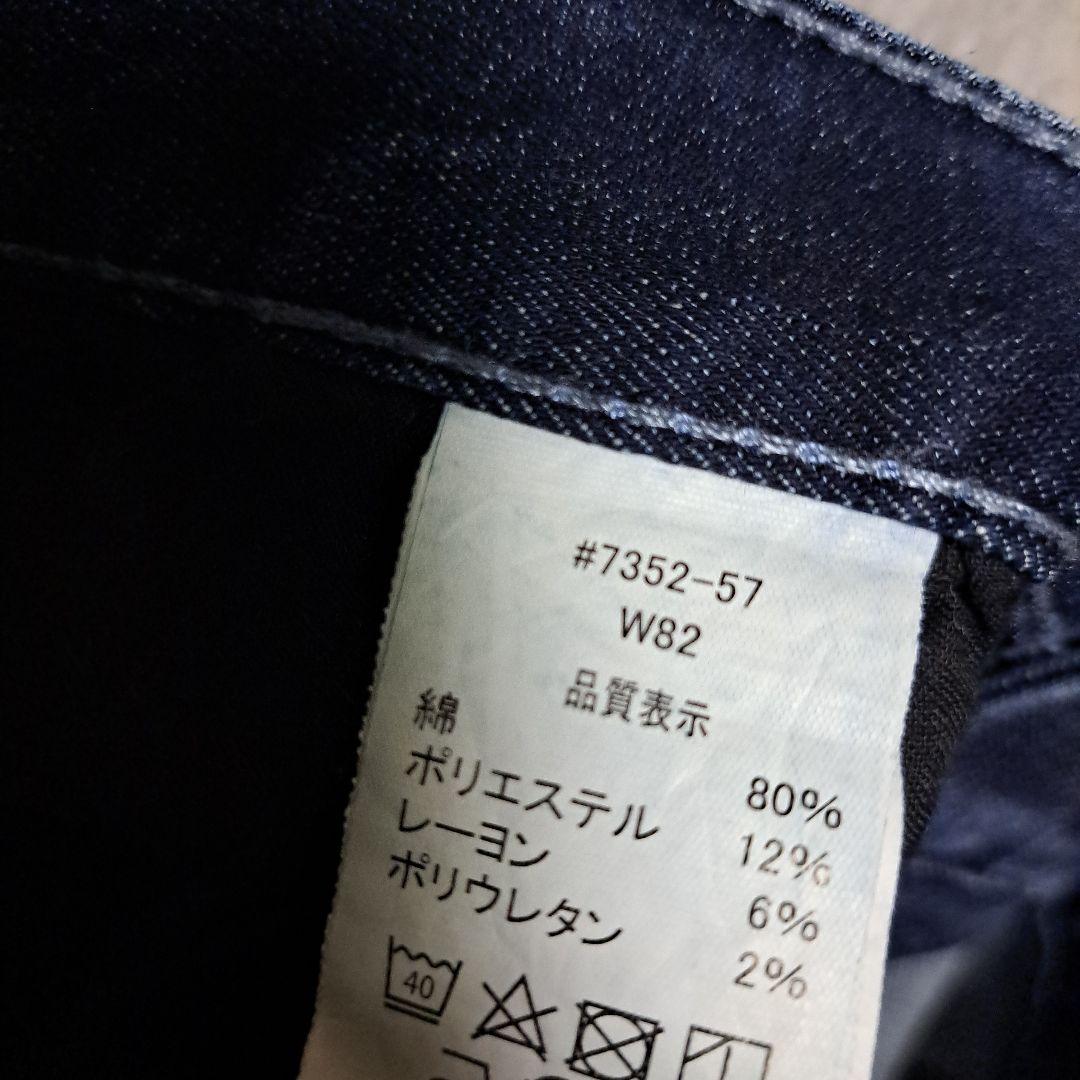 #7352-57
W82
品質表示
綿 80%
ポリエステル 12%
レーヨン 6%
ポリウレタン 2%
40